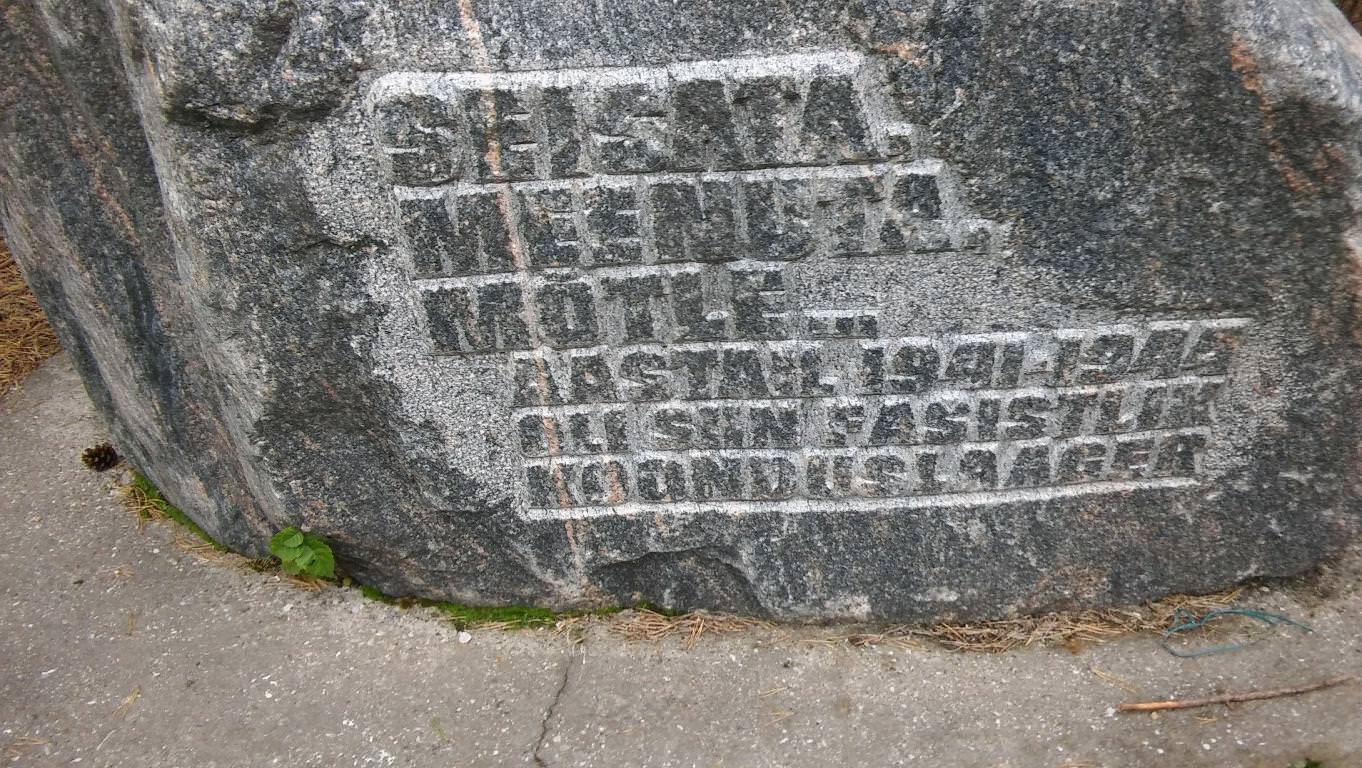 SEISATA,
MEENUTA,
MÕTLE...
AASTAIL 1941-1944
OLI SIIN FAŠISTLIK
KOONDUSLAAGER